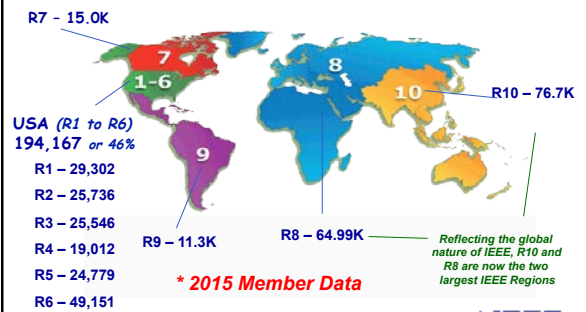 R7 - 15.0K
7
8
1-6
10
R10 – 76.7K
USA (R1 to R6)
194,167 or 46%
9
R1 – 29,302
R2 – 25,736
R3 – 25,546
R4 – 19,012
R5 – 24,779
R6 – 49,151
R9 – 11.3K
R8 – 64.99K
Reflecting the global
nature of IEEE, R10 and
R8 are now the two
largest IEEE Regions
* 2015 Member Data